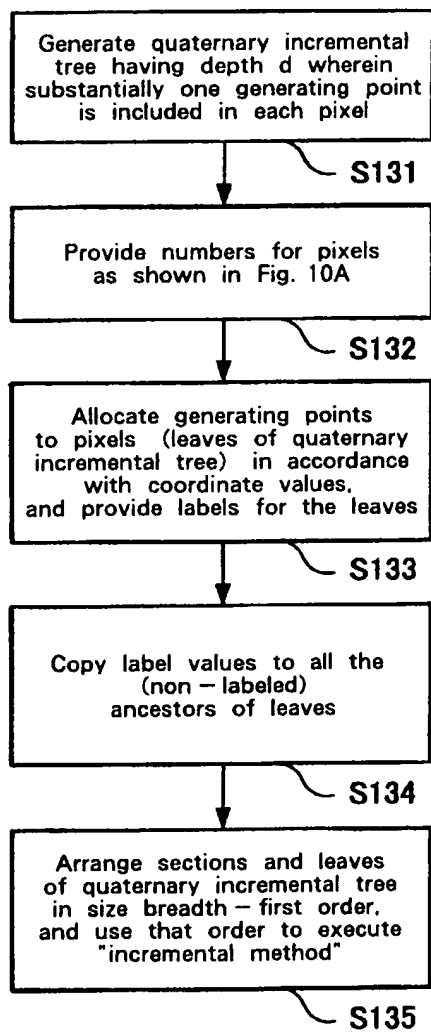 Generate quaternary incremental
tree having depth d wherein
substantially one generating point
is included in each pixel
S131
Provide numbers for pixels
as shown in Fig. 10A
S132
Allocate generating points
to pixels (leaves of quaternary
incremental tree) in accordance
with coordinate values,
and provide labels for the leaves
S133
Copy label values to all the
(non-labeled)
ancestors of leaves
S134
Arrange sections and leaves
of quaternary incremental tree
in size breadth-first order,
and use that order to execute
"incremental method"
S135